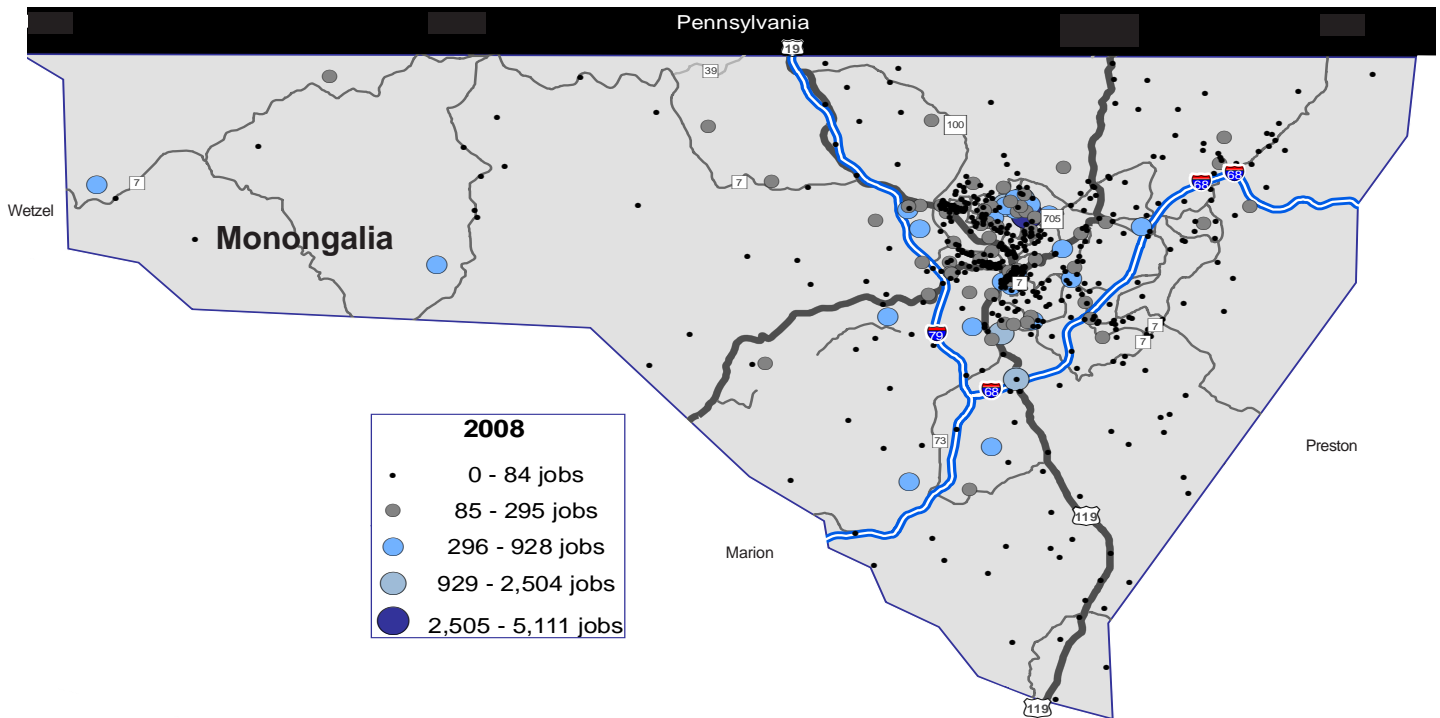 Pennsylvania
19
39
100
68
68
7
7
Wetzel
705
Monongalia
7
79
7
7
68
2008
0 - 84 jobs
85 - 295 jobs
296 - 928 jobs
929 - 2,504 jobs
2,505 - 5,111 jobs
73
Preston
119
Marion
119